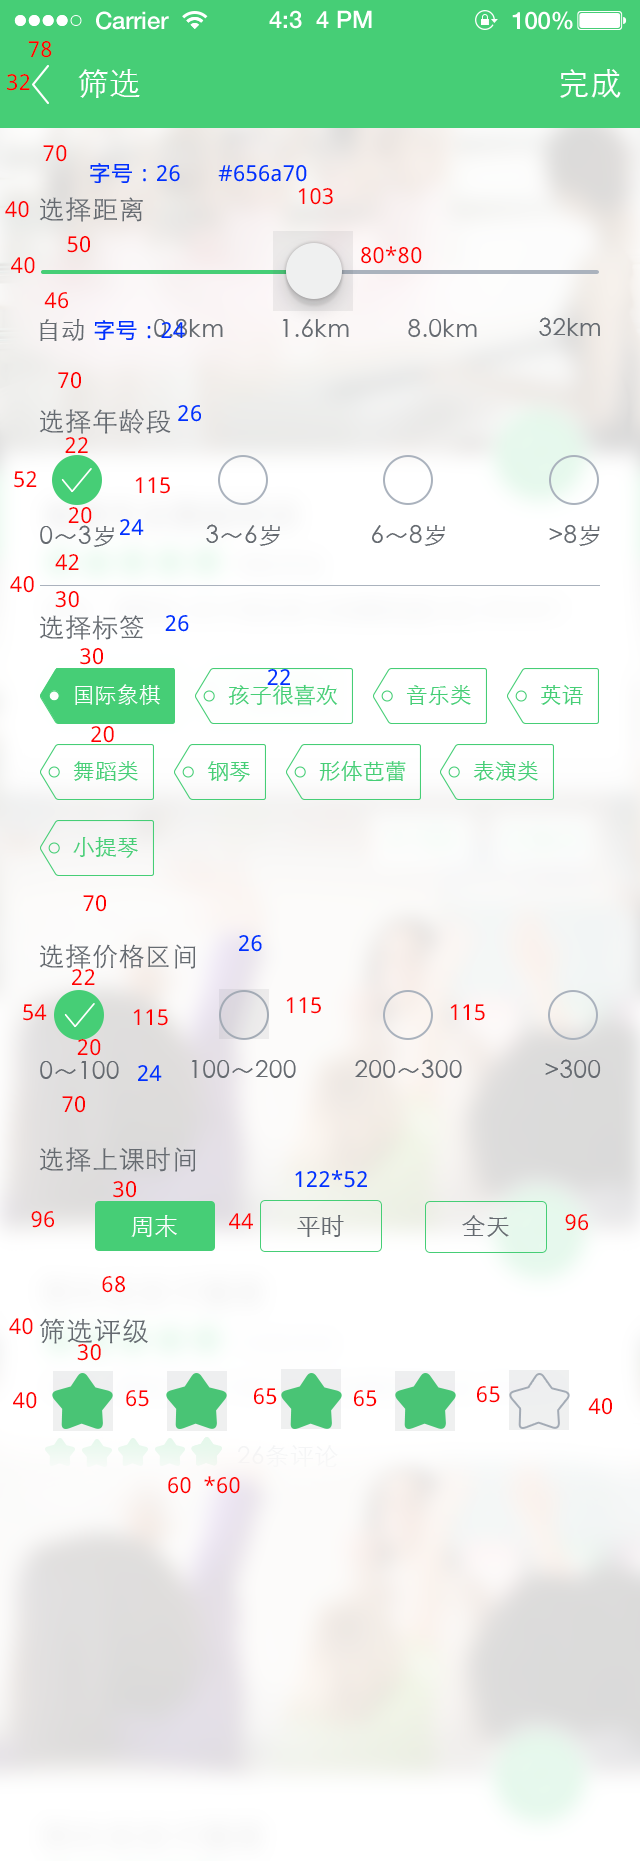 Carrier 4:3 4 PM 100%
78
32 筛选 完成
70
字号：26 #656a70
103
40 选择距离
50
40 80*80
46
自动 字号：24 0.8km 1.6km 8.0km 32km
70
选择年龄段 26
22
52 115
20
0～3岁 24 3～6岁 6～8岁 >8岁
42
40
30
选择标签 26
30
22
国际象棋 孩子很喜欢 音乐类 英语
20
舞蹈类 钢琴 形体芭蕾 表演类
小提琴
70
选择价格区间 26
22
54 115 115 115
20
0～100 24 100～200 200～300 >300
70
选择上课时间
30 122*52
96 周末 44 平时 全天 96
68
40 筛选评级
30
40 65 65 65 65 40
26条评论
60 *60